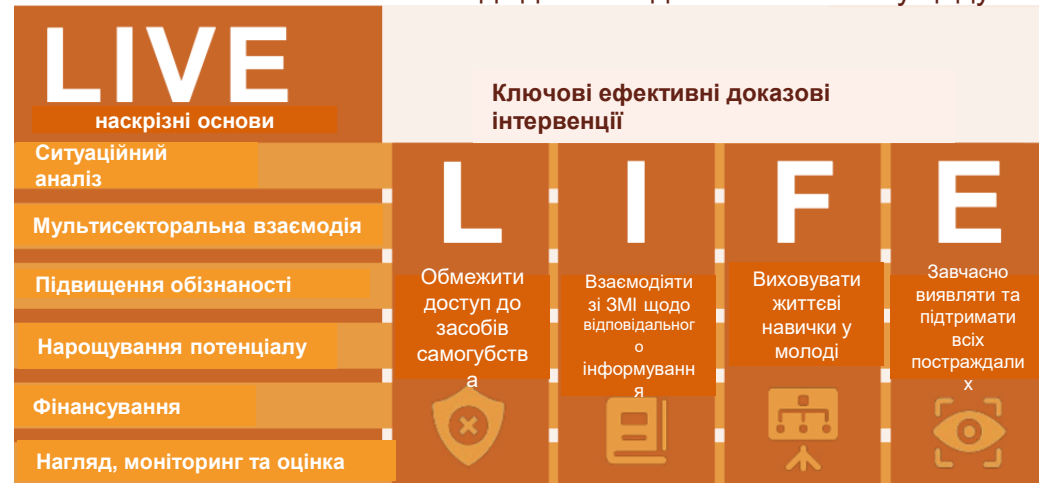 LIVE
наскрізні основи
Ключові ефективні доказові
інтервенції
Ситуаційний
аналіз
Мультисекторальна взаємодія
Підвищення обізнаності
Нарощування потенціалу
Фінансування
Нагляд, моніторинг та оцінка
L
Обмежити
доступ до
засобів
самогубств
а
I
Взаємодіяти
зі ЗМІ щодо
відповідальног
о
інформуванн
я
F
Виховувати
життєві
навички у
молоді
E
Завчасно
виявляти та
підтримати
всіх
постраждали
х